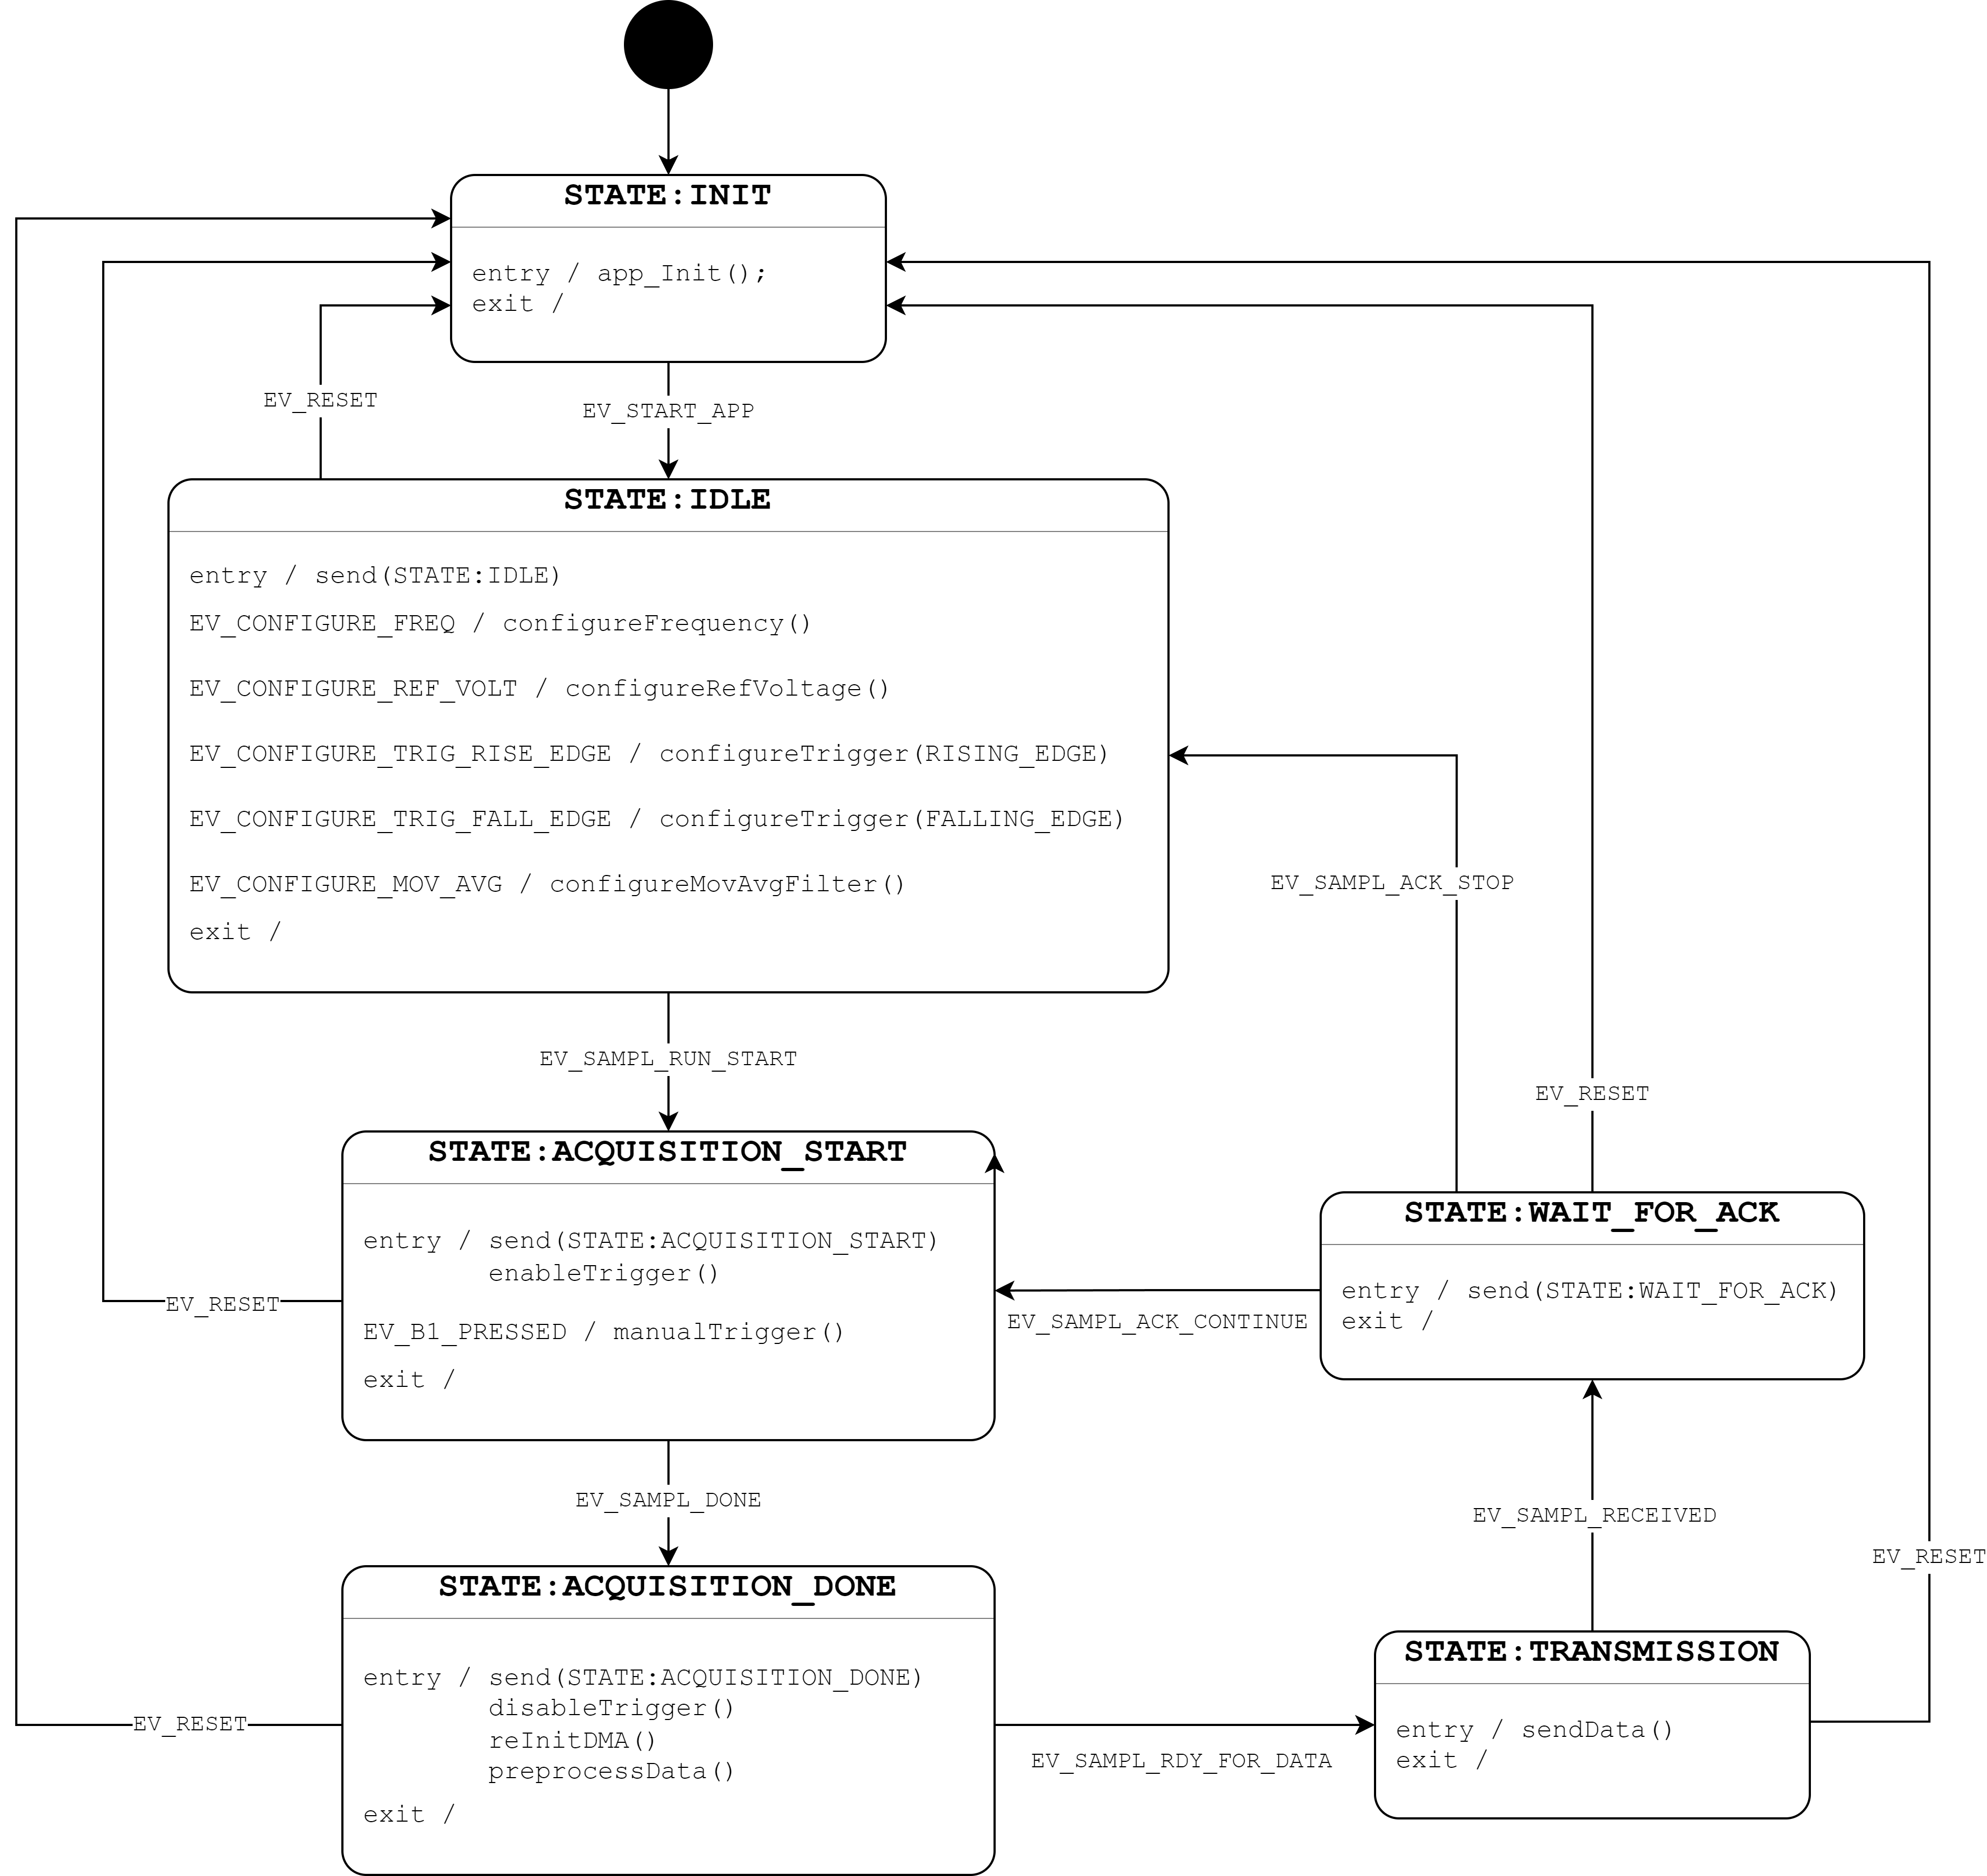 STATE:INIT
entry / app_Init();
exit /
EV_RESET
EV_START_APP
STATE:IDLE
entry / send(STATE:IDLE)
EV_CONFIGURE_FREQ / configureFrequency()
EV_CONFIGURE_REF_VOLT / configureRefVoltage()
EV_CONFIGURE_TRIG_RISE_EDGE / configureTrigger(RISING_EDGE)
EV_CONFIGURE_TRIG_FALL_EDGE / configureTrigger(FALLING_EDGE)
EV_CONFIGURE_MOV_AVG / configureMovAvgFilter()
exit /
EV_SAMPL_ACK_STOP
EV_SAMPL_RUN_START
EV_RESET
STATE:ACQUISITION_START
entry / send(STATE:ACQUISITION_START)
enableTrigger()
EV_B1_PRESSED / manualTrigger()
exit /
EV_RESET
STATE:WAIT_FOR_ACK
entry / send(STATE:WAIT_FOR_ACK)
exit /
EV_SAMPL_ACK_CONTINUE
EV_SAMPL_DONE
EV_SAMPL_RECEIVED
EV_RESET
STATE:ACQUISITION_DONE
entry / send(STATE:ACQUISITION_DONE)
disableTrigger()
reInitDMA()
preprocessData()
exit /
EV_RESET
EV_SAMPL_RDY_FOR_DATA
STATE:TRANSMISSION
entry / sendData()
exit /